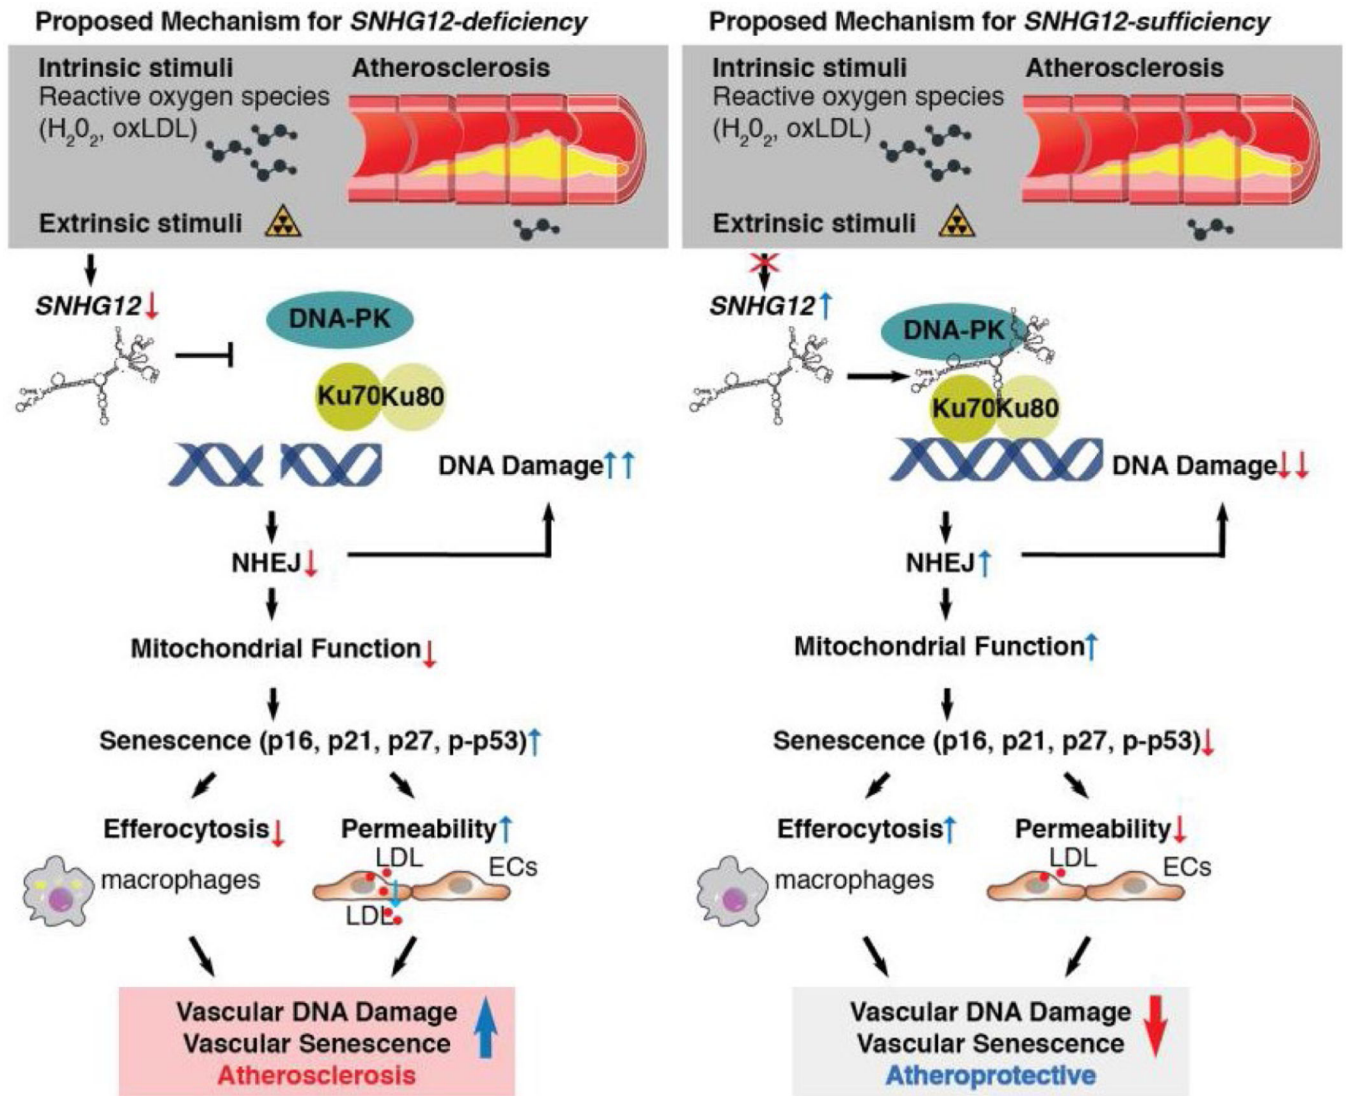 Proposed Mechanism for SNHG12-deficiency
Intrinsic stimuli
Reactive oxygen species
(H₂0₂, oxLDL)
Atherosclerosis
Extrinsic stimuli
SNHG12↓
DNA-PK
Ku70 Ku80
DNA Damage↑↑
NHEJ↓
Mitochondrial Function↓
Senescence (p16, p21, p27, p-p53)↑
Efferocytosis↓
macrophages
Permeability↑
LDL
ECs
LDL
Vascular DNA Damage
Vascular Senescence
Atherosclerosis
Proposed Mechanism for SNHG12-sufficiency
Intrinsic stimuli
Reactive oxygen species
(H₂0₂, oxLDL)
Atherosclerosis
Extrinsic stimuli
SNHG12↑
DNA-PK
Ku70 Ku80
DNA Damage↓↓
NHEJ↑
Mitochondrial Function↑
Senescence (p16, p21, p27, p-p53)↓
Efferocytosis↑
macrophages
Permeability↓
LDL
ECs
Vascular DNA Damage
Vascular Senescence
Atheroprotective